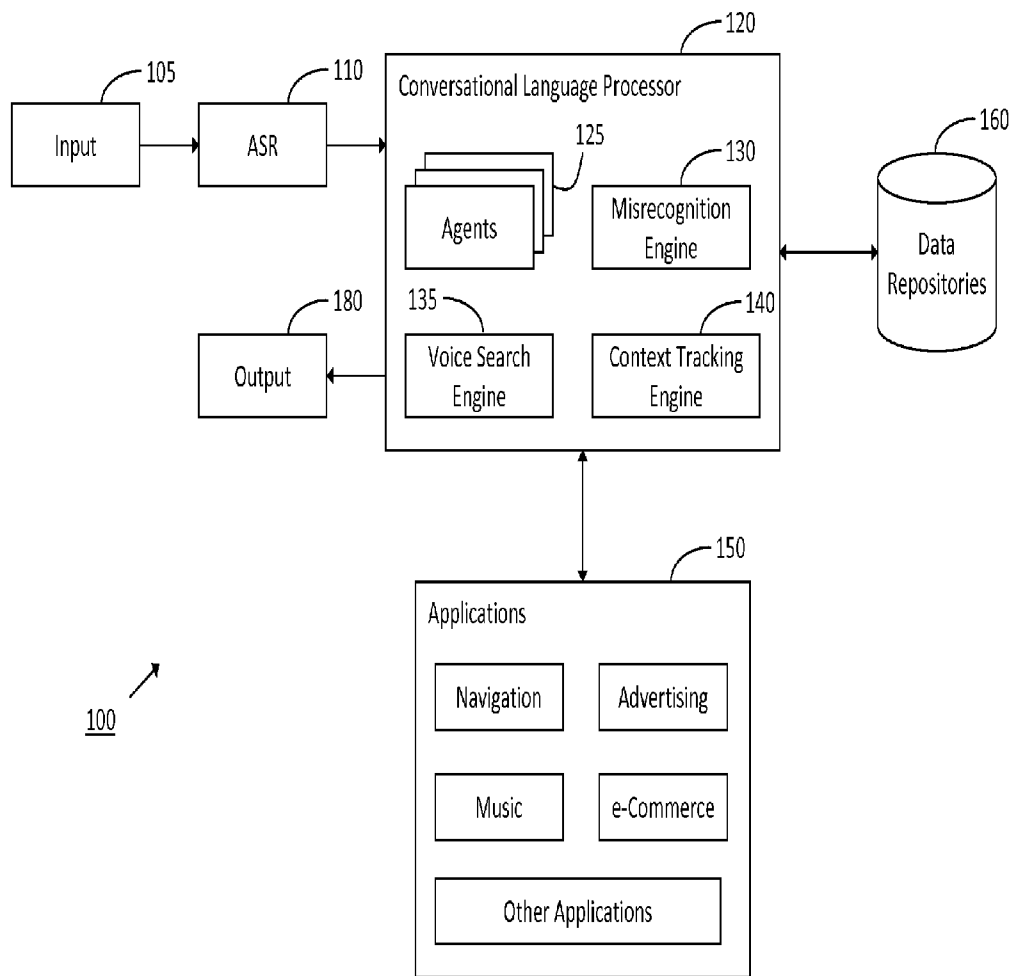 120
105
110
Conversational Language Processor
160
Input
ASR
125
130
Agents
Misrecognition
Engine
Data
Repositories
180
135
140
Output
Voice Search
Engine
Context Tracking
Engine
150
Applications
Navigation
Advertising
100
Music
e-Commerce
Other Applications